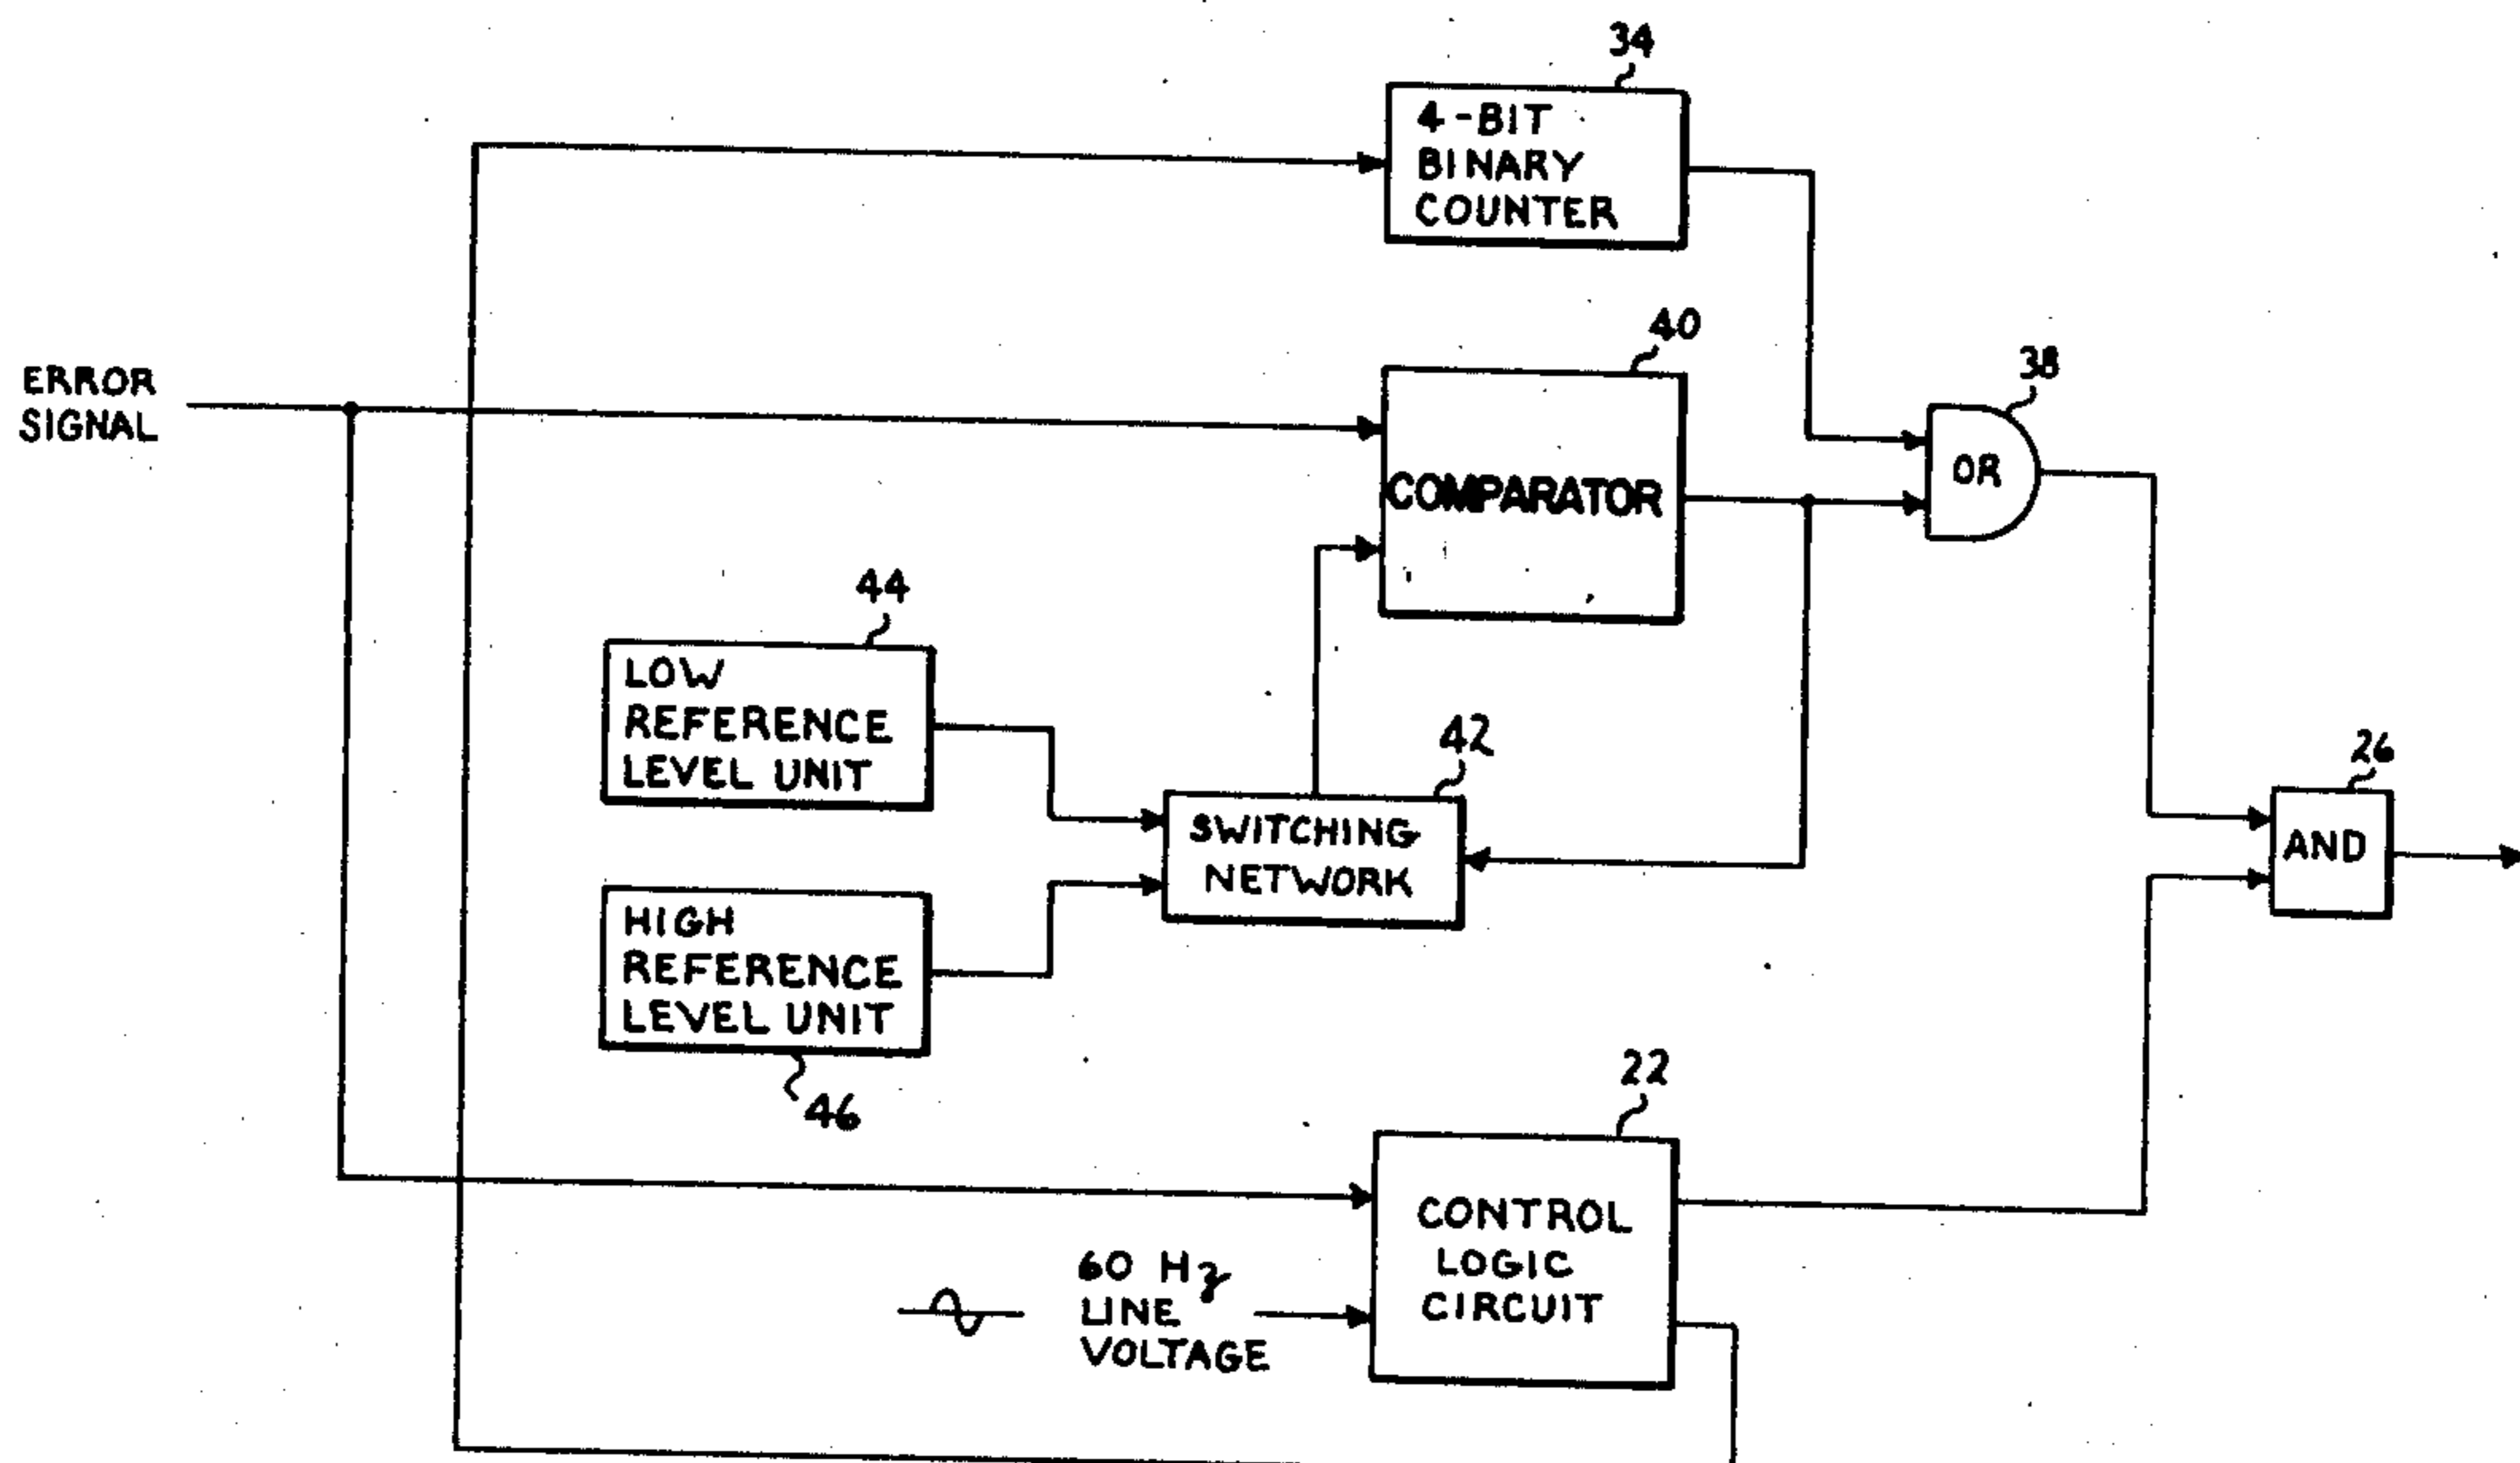 34
4-BIT
BINARY
COUNTER
40
38
ERROR
SIGNAL
OR
COMPARATOR
44
LOW
REFERENCE
LEVEL UNIT
42
26
SWITCHING
NETWORK
AND
HIGH
REFERENCE
LEVEL UNIT
46
22
CONTROL
LOGIC
CIRCUIT
60 Hz
LINE
VOLTAGE